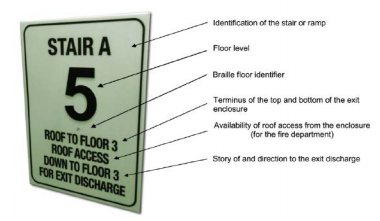 STAIR A
5
ROOF TO FLOOR 3
ROOF ACCESS
DOWN TO FLOOR 3
FOR EXIT DISCHARGE
Identification of the stair or ramp
Floor level
Braille floor identifier
Terminus of the top and bottom of the exit
enclosure
Availability of roof access from the enclosure
(for the fire department)
Story of and direction to the exit discharge